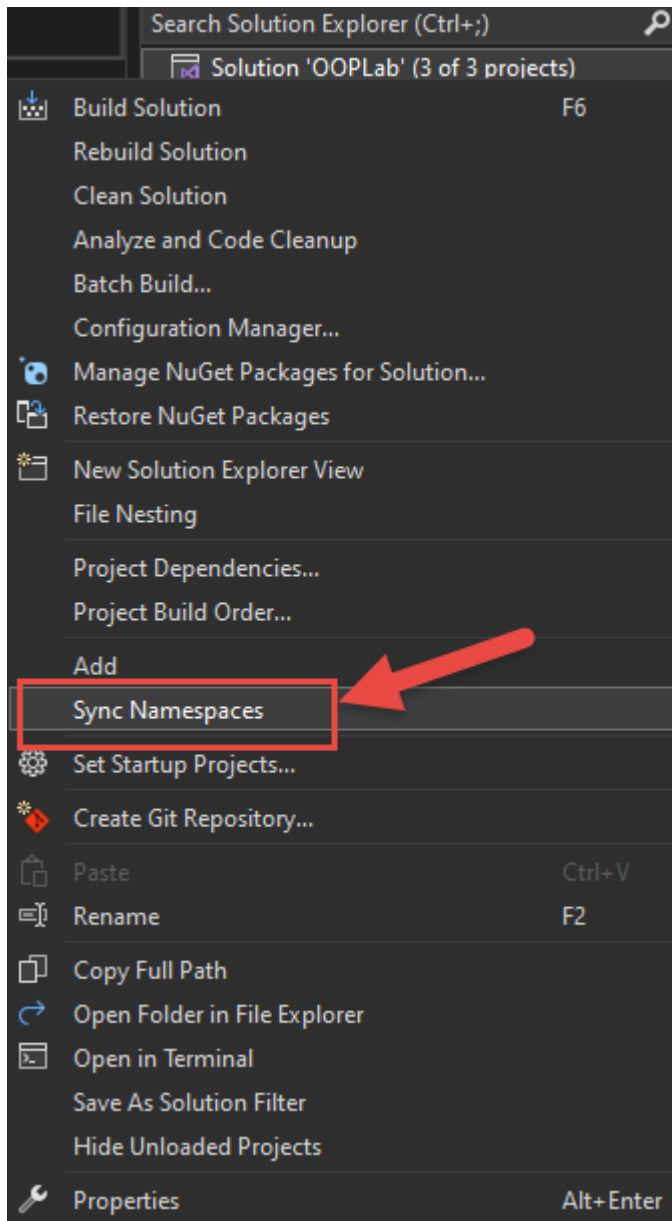 Search Solution Explorer (Ctrl+;)
Solution 'OOPLab' (3 of 3 projects)
Build Solution F6
Rebuild Solution
Clean Solution
Analyze and Code Cleanup
Batch Build...
Configuration Manager...
Manage NuGet Packages for Solution...
Restore NuGet Packages
New Solution Explorer View
File Nesting
Project Dependencies...
Project Build Order...
Add
Sync Namespaces
Set Startup Projects...
Create Git Repository...
Paste Ctrl+V
Rename F2
Copy Full Path
Open Folder in File Explorer
Open in Terminal
Save As Solution Filter
Hide Unloaded Projects
Properties Alt+Enter